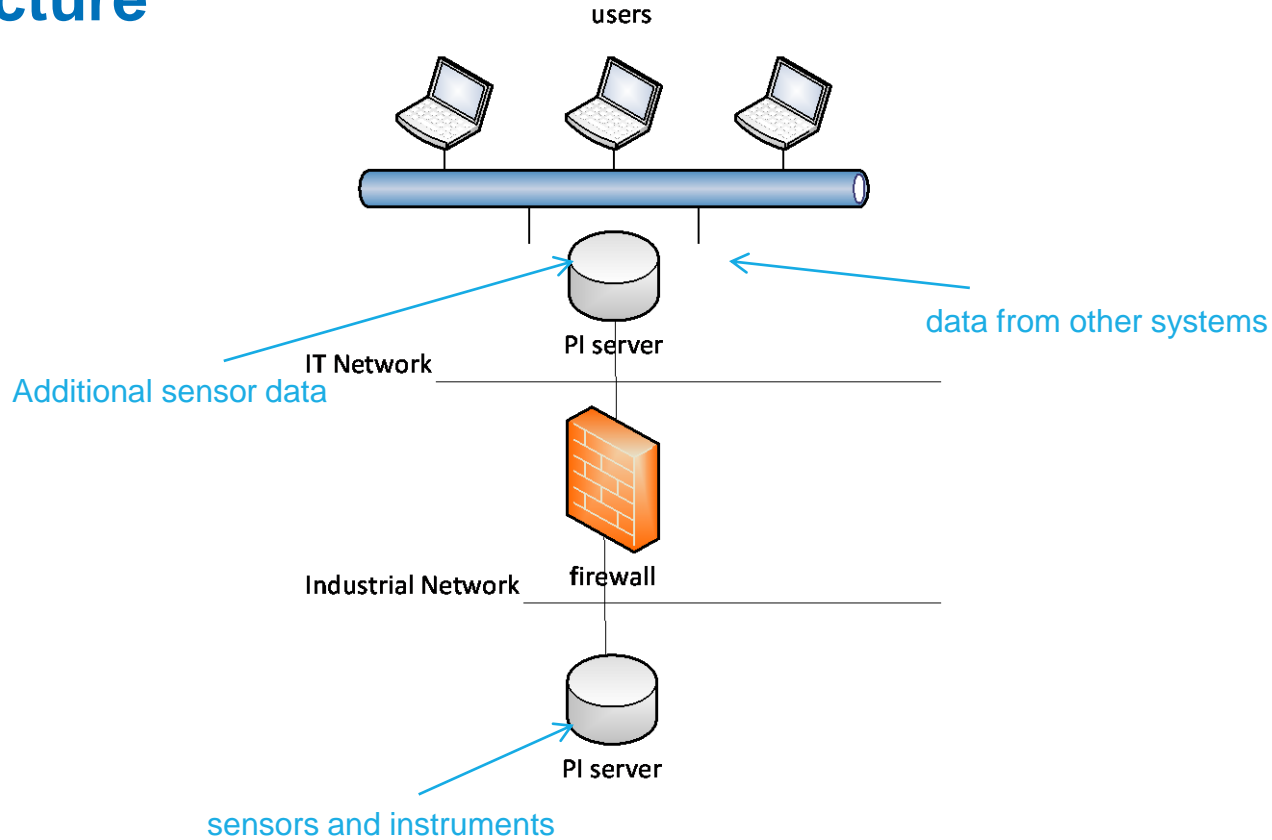 cture
users
data from other systems
PI server
IT Network
Additional sensor data
firewall
Industrial Network
PI server
sensors and instruments